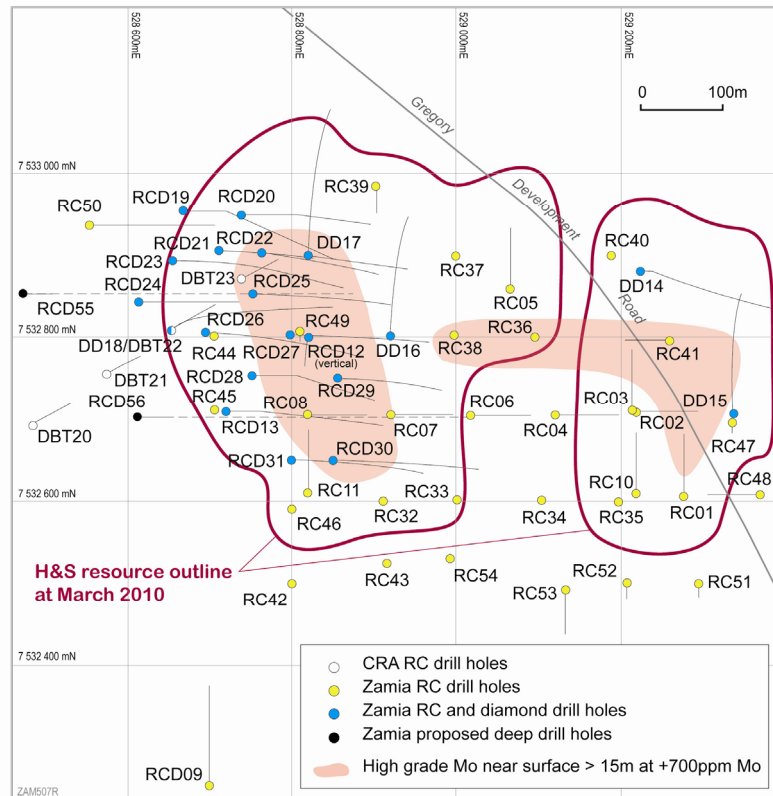 528 600mE
528 800mE
529 000mE
529 200mE
0 100m
Gregory
Development
Road
7 533 000 mN
7 532 800 mN
7 532 600 mN
7 532 400 mN
RC39
RCD19
RCD20
RC50
RCD21
RCD22
DD17
RC40
RCD23
RC37
DD14
DBT23
RCD25
RCD24
RC05
RCD55
RCD26
RC49
RC36
DD18/DBT22
RC44
RCD27
RCD12
(vertical)
DD16
RC38
RC41
DBT21
RCD28
RCD29
RC45
RC08
RC03
DD15
RCD56
RC07
RC06
RC04
RC02
DBT20
RCD13
RC47
RCD31
RCD30
RC10
RC48
RC11
RC33
RC46
RC32
RC34
RC35
RC01
H&S resource outline
at March 2010
RC43
RC54
RC42
RC53
RC52
RC51
RCD09
CRA RC drill holes
Zamia RC drill holes
Zamia RC and diamond drill holes
Zamia proposed deep drill holes
High grade Mo near surface > 15m at +700ppm Mo
ZAM507R